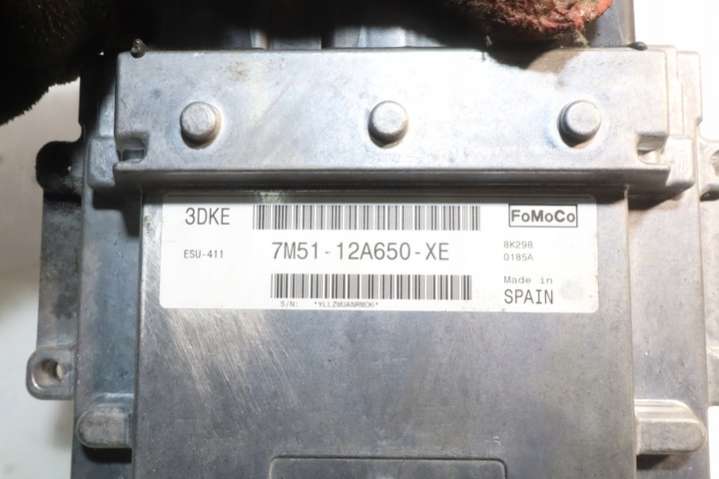 3DKE
FoMoCo
ESU-411
7M51-12A650-XE
8K298
0185A
Made in
SPAIN
S/N: